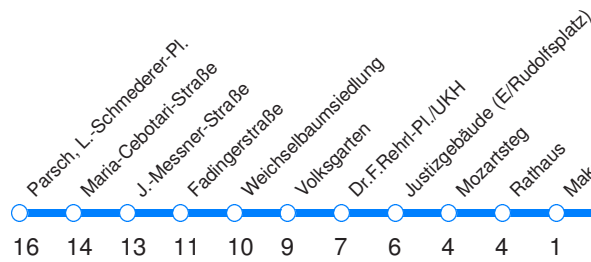 Parsch, L.-Schmederer-Pl.
Maria-Cebotari-Straße
J.-Messner-Straße
Fadingerstraße
Weichselbaumsiedlung
Volksgarten
Dr.F.Rehrl-Pl./UKH
Justizgebäude (E/Rudolfsplatz)
Mozartsteg
Rathaus
Mak
16 14 13 11 10 9 7 6 4 4 1